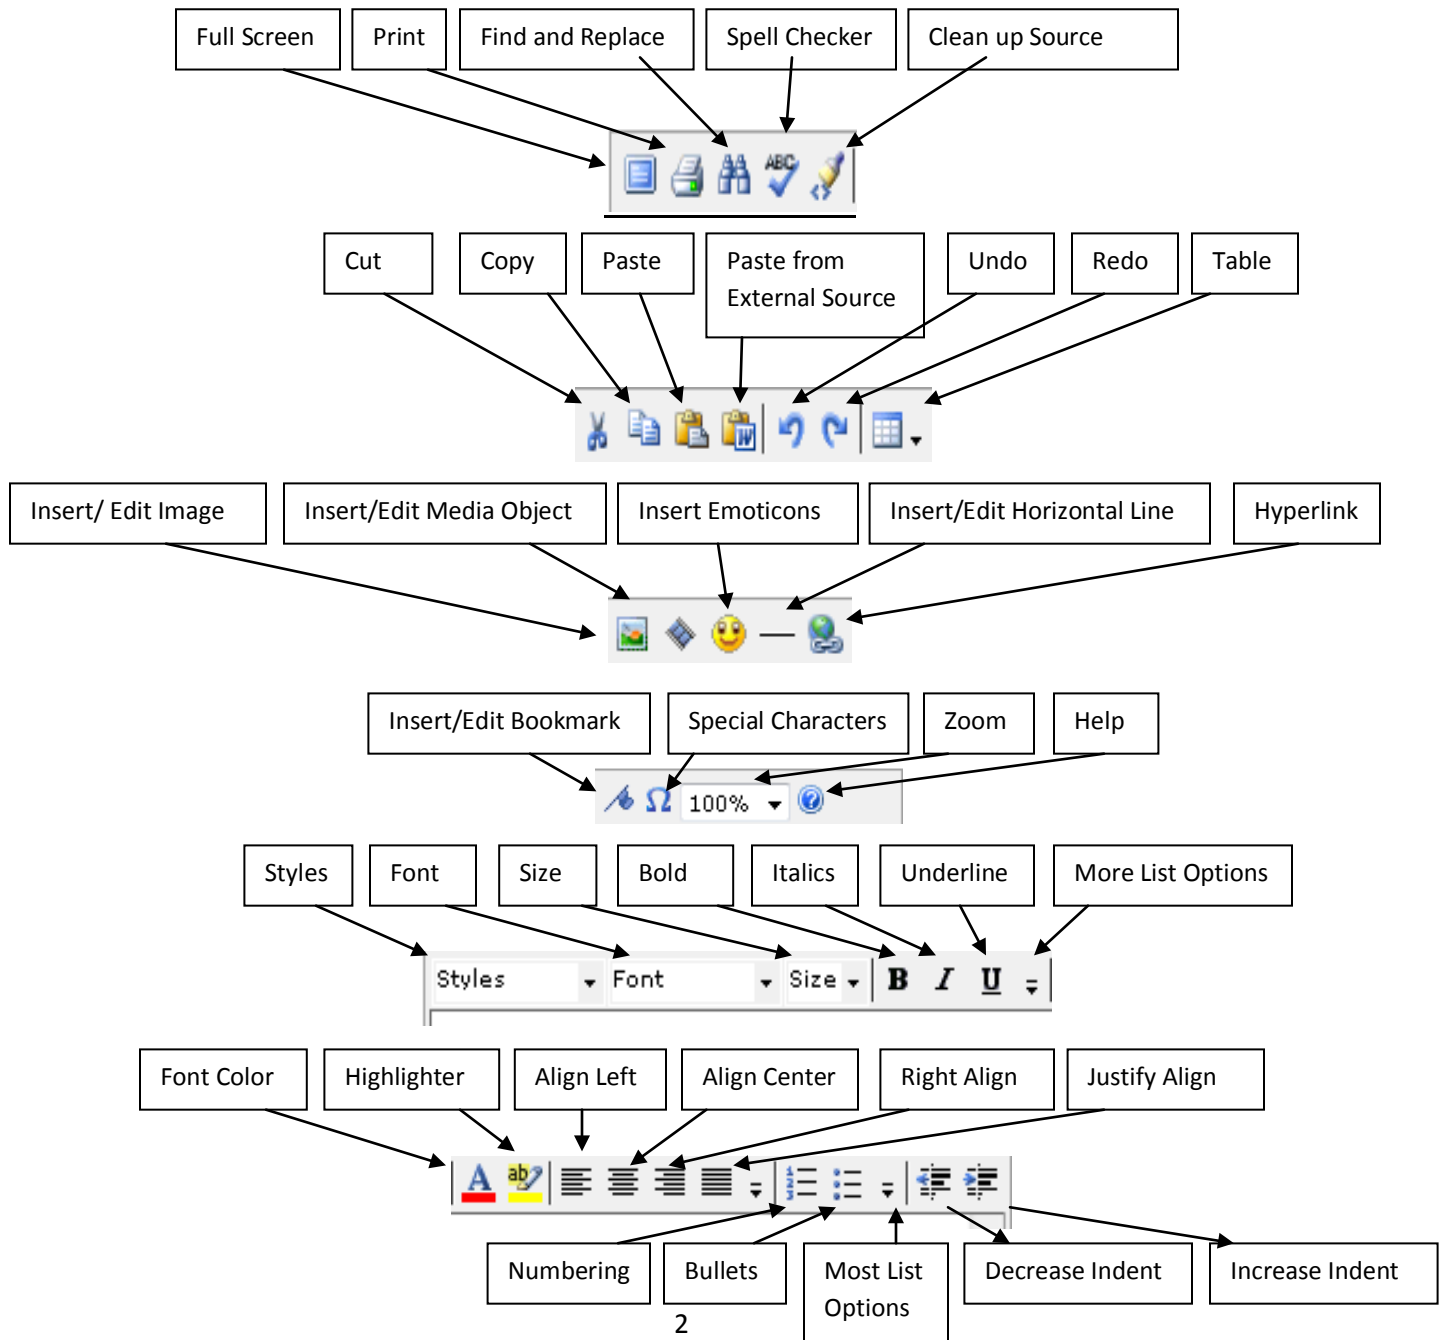 Full Screen Print Find and Replace Spell Checker Clean up Source
ABC
Cut Copy Paste Paste from External Source Undo Redo Table
W
Insert/ Edit Image Insert/Edit Media Object Insert Emoticons Insert/Edit Horizontal Line Hyperlink
Insert/Edit Bookmark Special Characters Zoom Help
Ω 100% ?
Styles Font Size Bold Italics Underline More List Options
Styles Font Size B I U
Font Color Highlighter Align Left Align Center Right Align Justify Align
A ab 1 2 3
Numbering Bullets Most List Options Decrease Indent Increase Indent
2